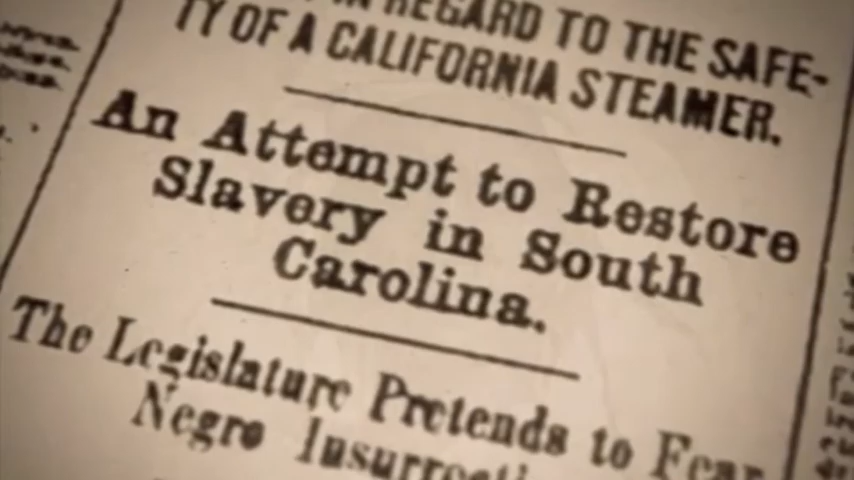 IN REGARD TO THE SAFE-
TY OF A CALIFORNIA STEAMER.
An Attempt to Restore
Slavery in South
Carolina.
The Legislature Pretends to Fear
Negro